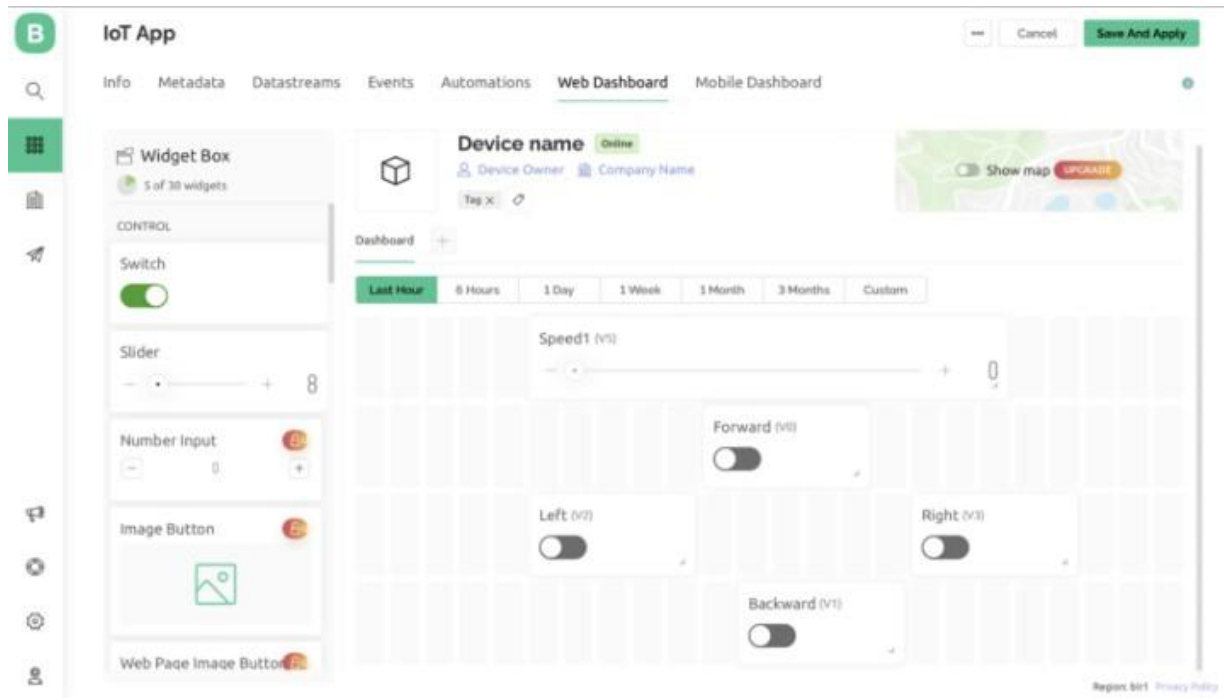 B
IoT App
Cancel
Save And Apply
Info
Metadata
Datastreams
Events
Automations
Web Dashboard
Mobile Dashboard
Widget Box
5 of 30 widgets
CONTROL
Switch
Slider
8
Number Input
0
Image Button
Web Page Image Button
Device name
Online
Device Owner
Company Name
Tag X
Show map
UPGRADE
Dashboard
Last Hour
6 Hours
1 Day
1 Week
1 Month
3 Months
Custom
Speed1 (V5)
0
Forward (V0)
Left (V2)
Right (V3)
Backward (V1)
Region: blr1
Privacy Policy